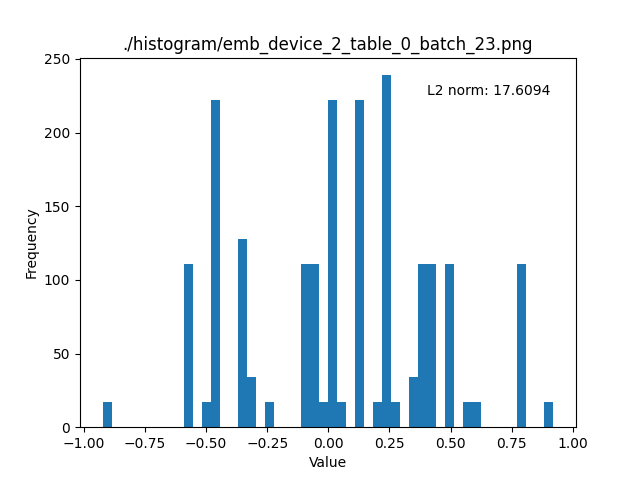 ./histogram/emb_device_2_table_0_batch_23.png
L2 norm: 17.6094
250
200
150
100
50
0
Frequency
−1.00 −0.75 −0.50 −0.25 0.00 0.25 0.50 0.75 1.00
Value